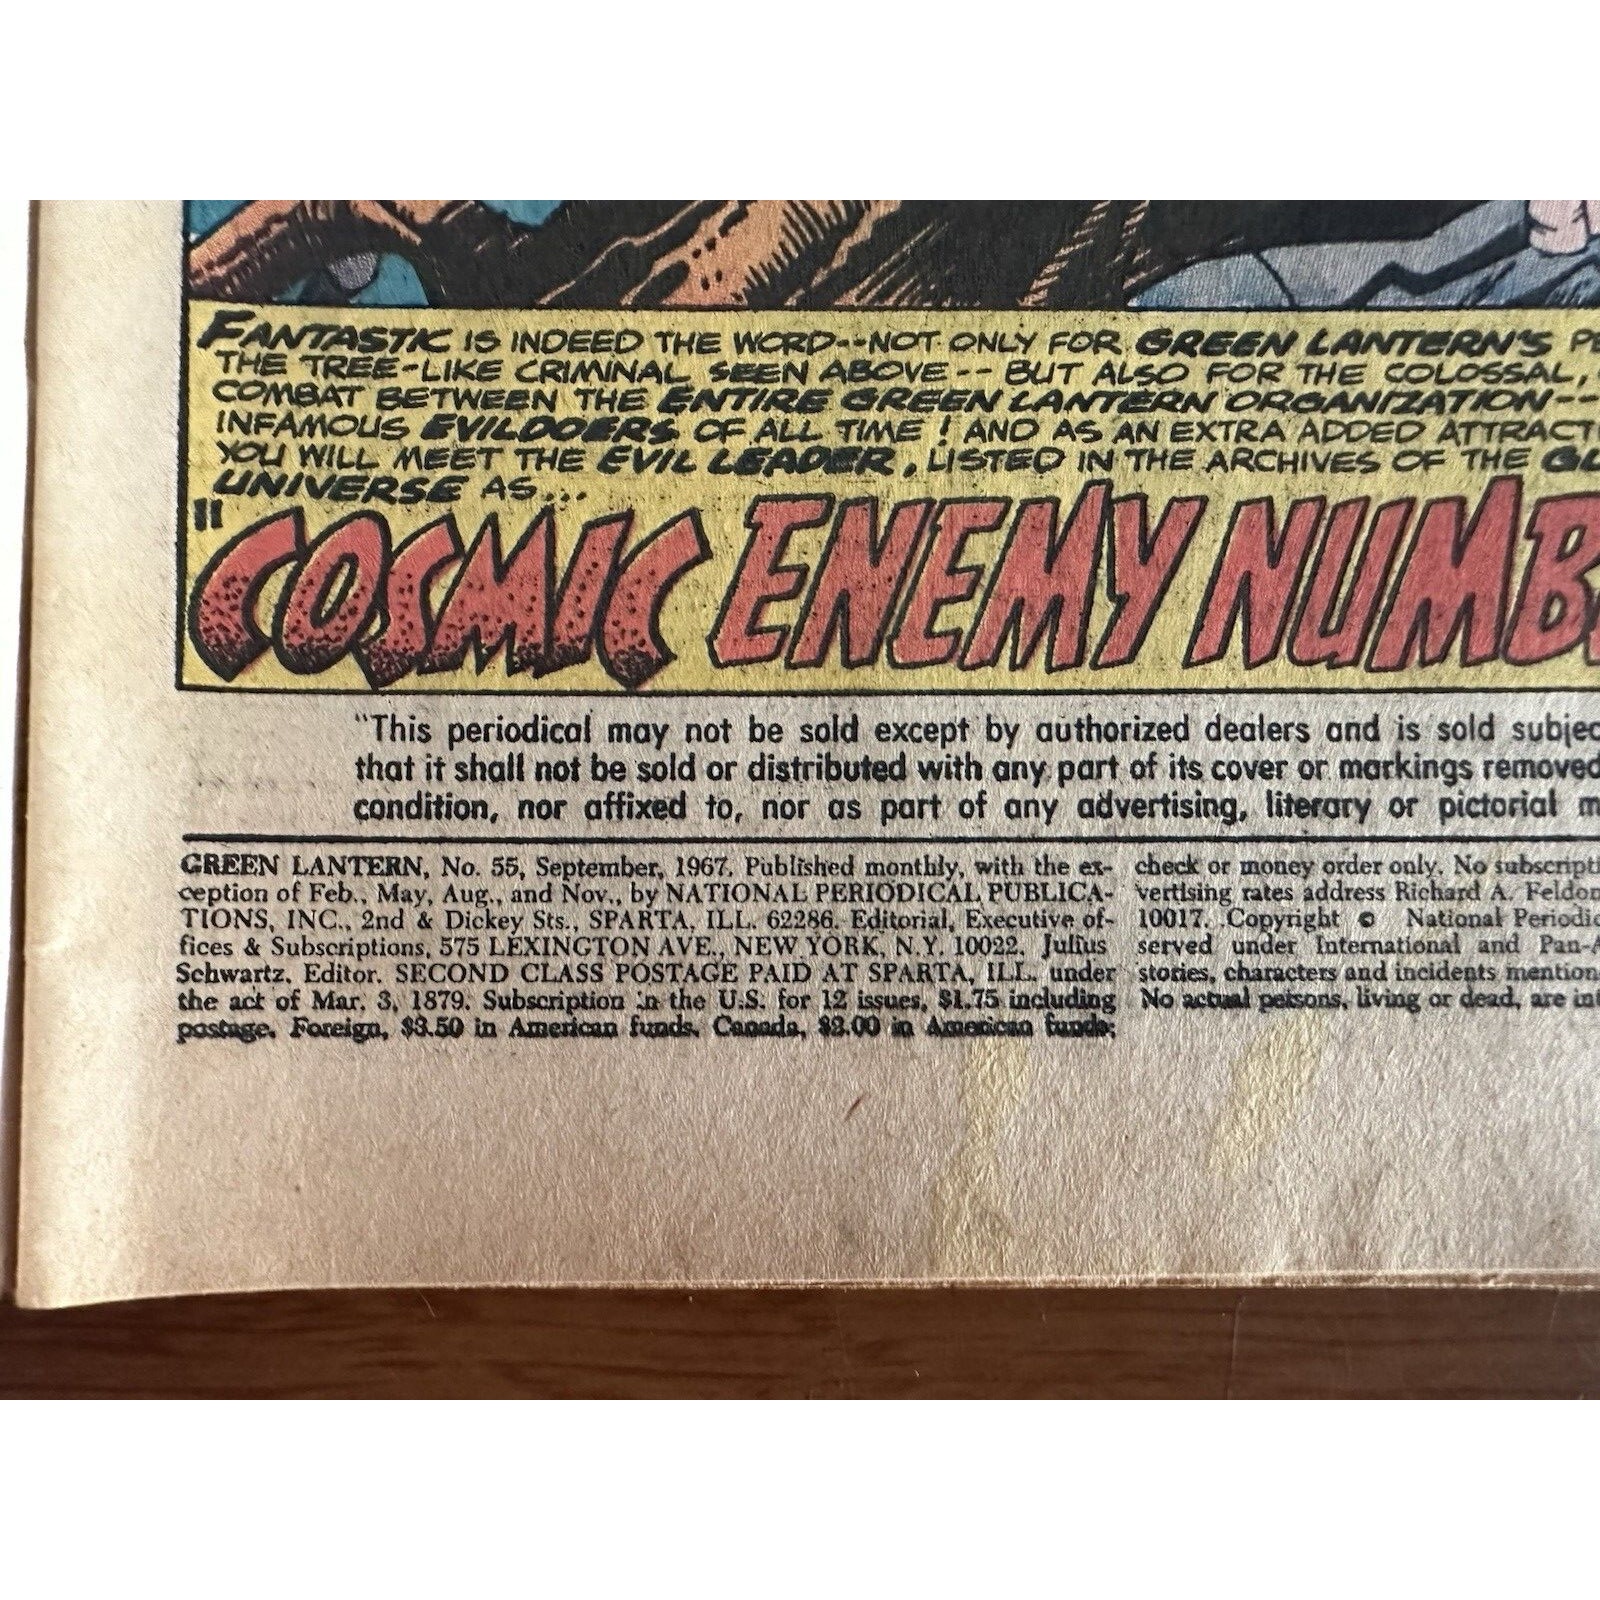 FANTASTIC IS INDEED THE WORD--NOT ONLY FOR GREEN LANTERN'S
THE TREE-LIKE CRIMINAL SEEN ABOVE--BUT ALSO FOR THE COLOSSAL,
COMBAT BETWEEN THE ENTIRE GREEN LANTERN ORGANIZATION--
INFAMOUS EVILDOERS OF ALL TIME! AND AS AN EXTRA ADDED ATTRACT
YOU WILL MEET THE EVIL LEADER, LISTED IN THE ARCHIVES OF THE
UNIVERSE AS...
"COSMIC ENEMY NUMB
"This periodical may not be sold except by authorized dealers and is sold subjec
that it shall not be sold or distributed with any part of its cover or markings removed
condition, nor affixed to, nor as part of any advertising, literary or pictorial m
GREEN LANTERN, No. 55, September, 1967. Published monthly, with the ex-
ception of Feb., May, Aug., and Nov., by NATIONAL PERIODICAL PUBLICA-
TIONS, INC., 2nd & Dickey Sts., SPARTA, ILL. 62286. Editorial, Executive of-
fices & Subscriptions, 575 LEXINGTON AVE., NEW YORK, N.Y. 10022. Julius
Schwartz, Editor. SECOND CLASS POSTAGE PAID AT SPARTA, ILL. under
the act of Mar. 3, 1879. Subscription in the U.S. for 12 issues, $1.75 including
postage. Foreign, $3.50 in American funds. Canada, $2.00 in American funds;
check or money order only. No subscripti
vertising rates address Richard A. Feldon
10017. Copyright © National Periodic
served under International and Pan-A
stories, characters and incidents mention
No actual persons, living or dead, are int